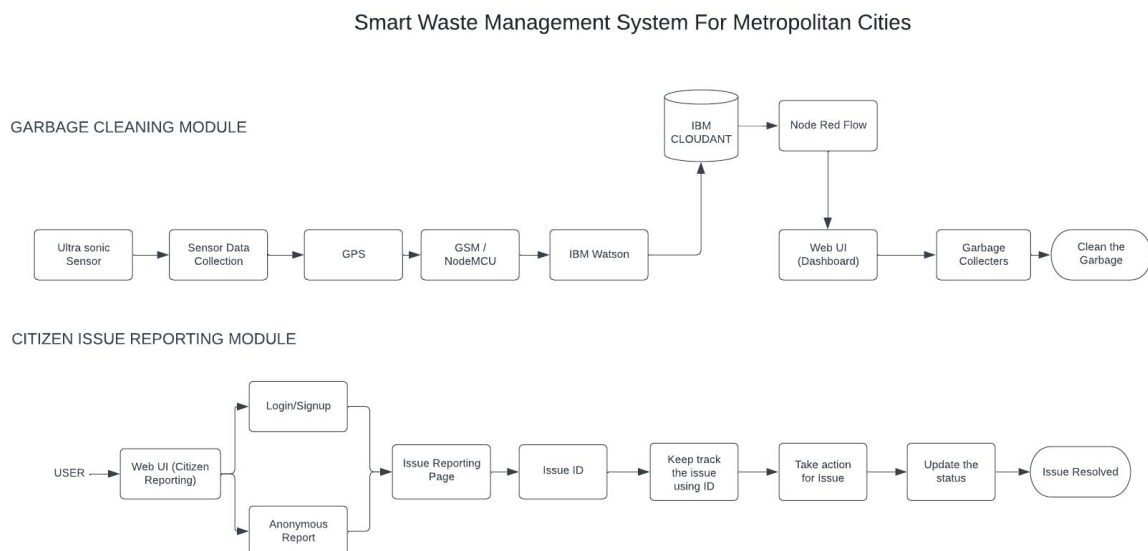 Smart Waste Management System For Metropolitan Cities
GARBAGE CLEANING MODULE
IBM
CLOUDANT
Node Red Flow
Ultra sonic
Sensor
Sensor Data
Collection
GPS
GSM /
NodeMCU
IBM Watson
Web UI
(Dashboard)
Garbage
Collecters
Clean the
Garbage
CITIZEN ISSUE REPORTING MODULE
USER
Web UI (Citizen
Reporting)
Login/Signup
Anonymous
Report
Issue Reporting
Page
Issue ID
Keep track
the issue
using ID
Take action
for Issue
Update the
status
Issue Resolved